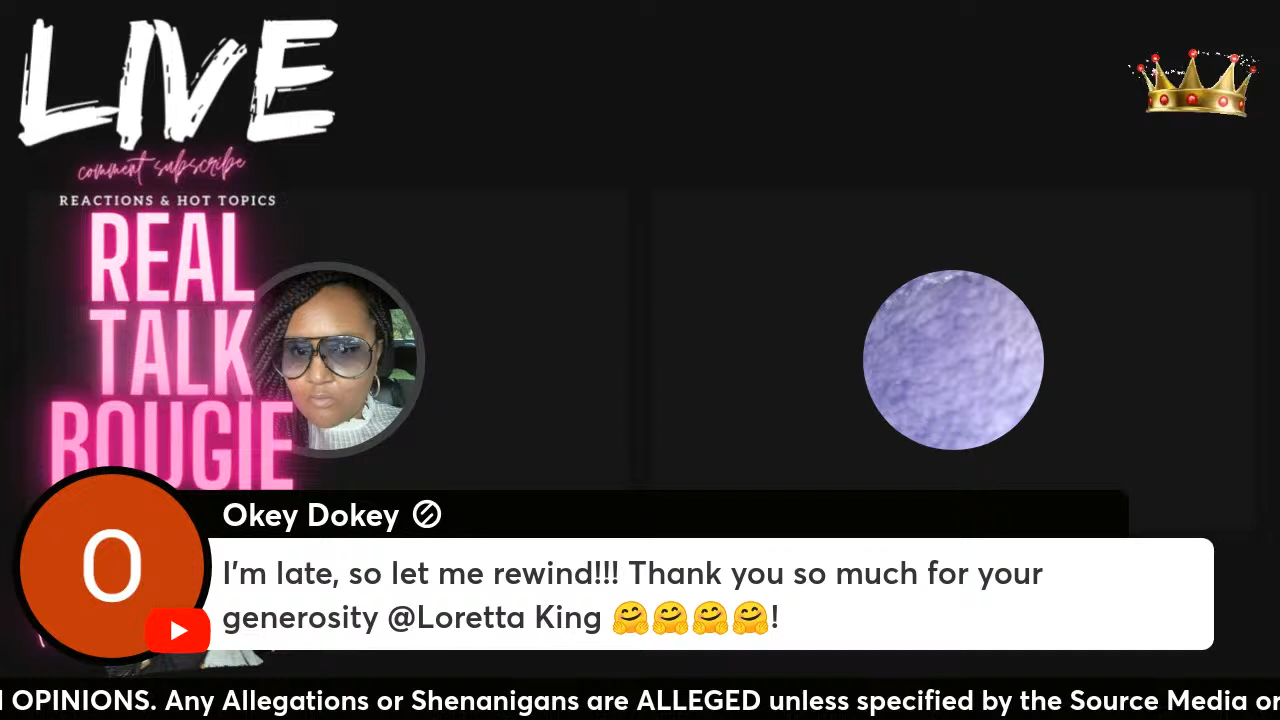 LIVE
comment subscribe
REACTIONS & HOT TOPICS
REAL
TALK
BOUGIE
O
Okey Dokey
I'm late, so let me rewind!!! Thank you so much for your
generosity @Loretta King 🤗🤗🤗🤗!
OPINIONS. Any Allegations or Shenanigans are ALLEGED unless specified by the Source Media or